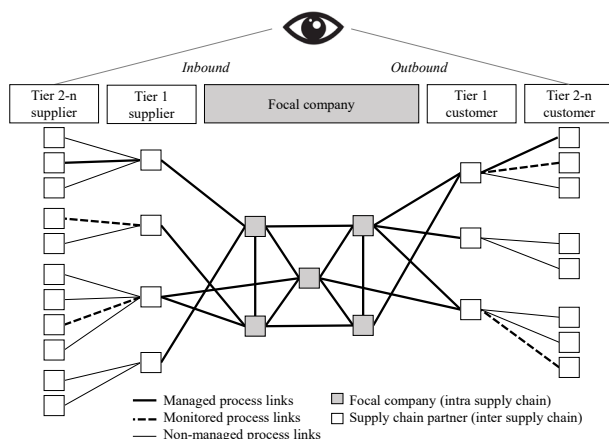 Inbound
Outbound
Tier 2-n
supplier
Tier 1
supplier
Focal company
Tier 1
customer
Tier 2-n
customer
Managed process links
Monitored process links
Non-managed process links
Focal company (intra supply chain)
Supply chain partner (inter supply chain)